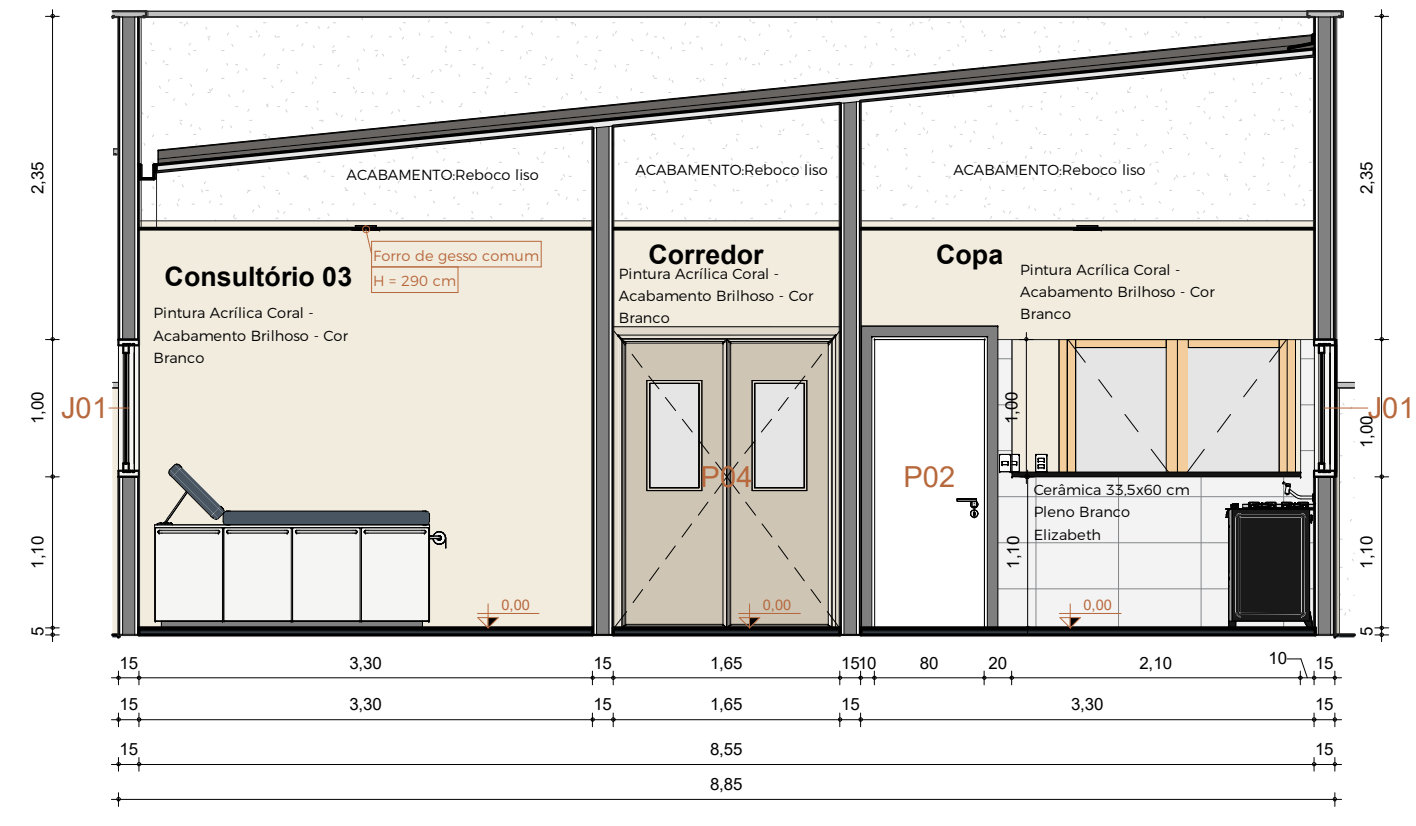 2,35
2,35
ACABAMENTO:Reboco liso
ACABAMENTO:Reboco liso
ACABAMENTO:Reboco liso
Consultório 03
Forro de gesso comum
H = 290 cm
Pintura Acrílica Coral -
Acabamento Brilhoso - Cor
Branco
Corredor
Pintura Acrílica Coral -
Acabamento Brilhoso - Cor
Branco
Copa
Pintura Acrílica Coral -
Acabamento Brilhoso - Cor
Branco
1,00
J01
1,00
J01
1,00
P04
P02
Cerâmica 33,5x60 cm
Pleno Branco
Elizabeth
1,10
1,10
1,10
0,00
0,00
0,00
5
5
15 3,30 15 1,65 15 10 80 20 2,10 10 15
15 3,30 15 1,65 15 3,30 15
15 8,55 15
8,85